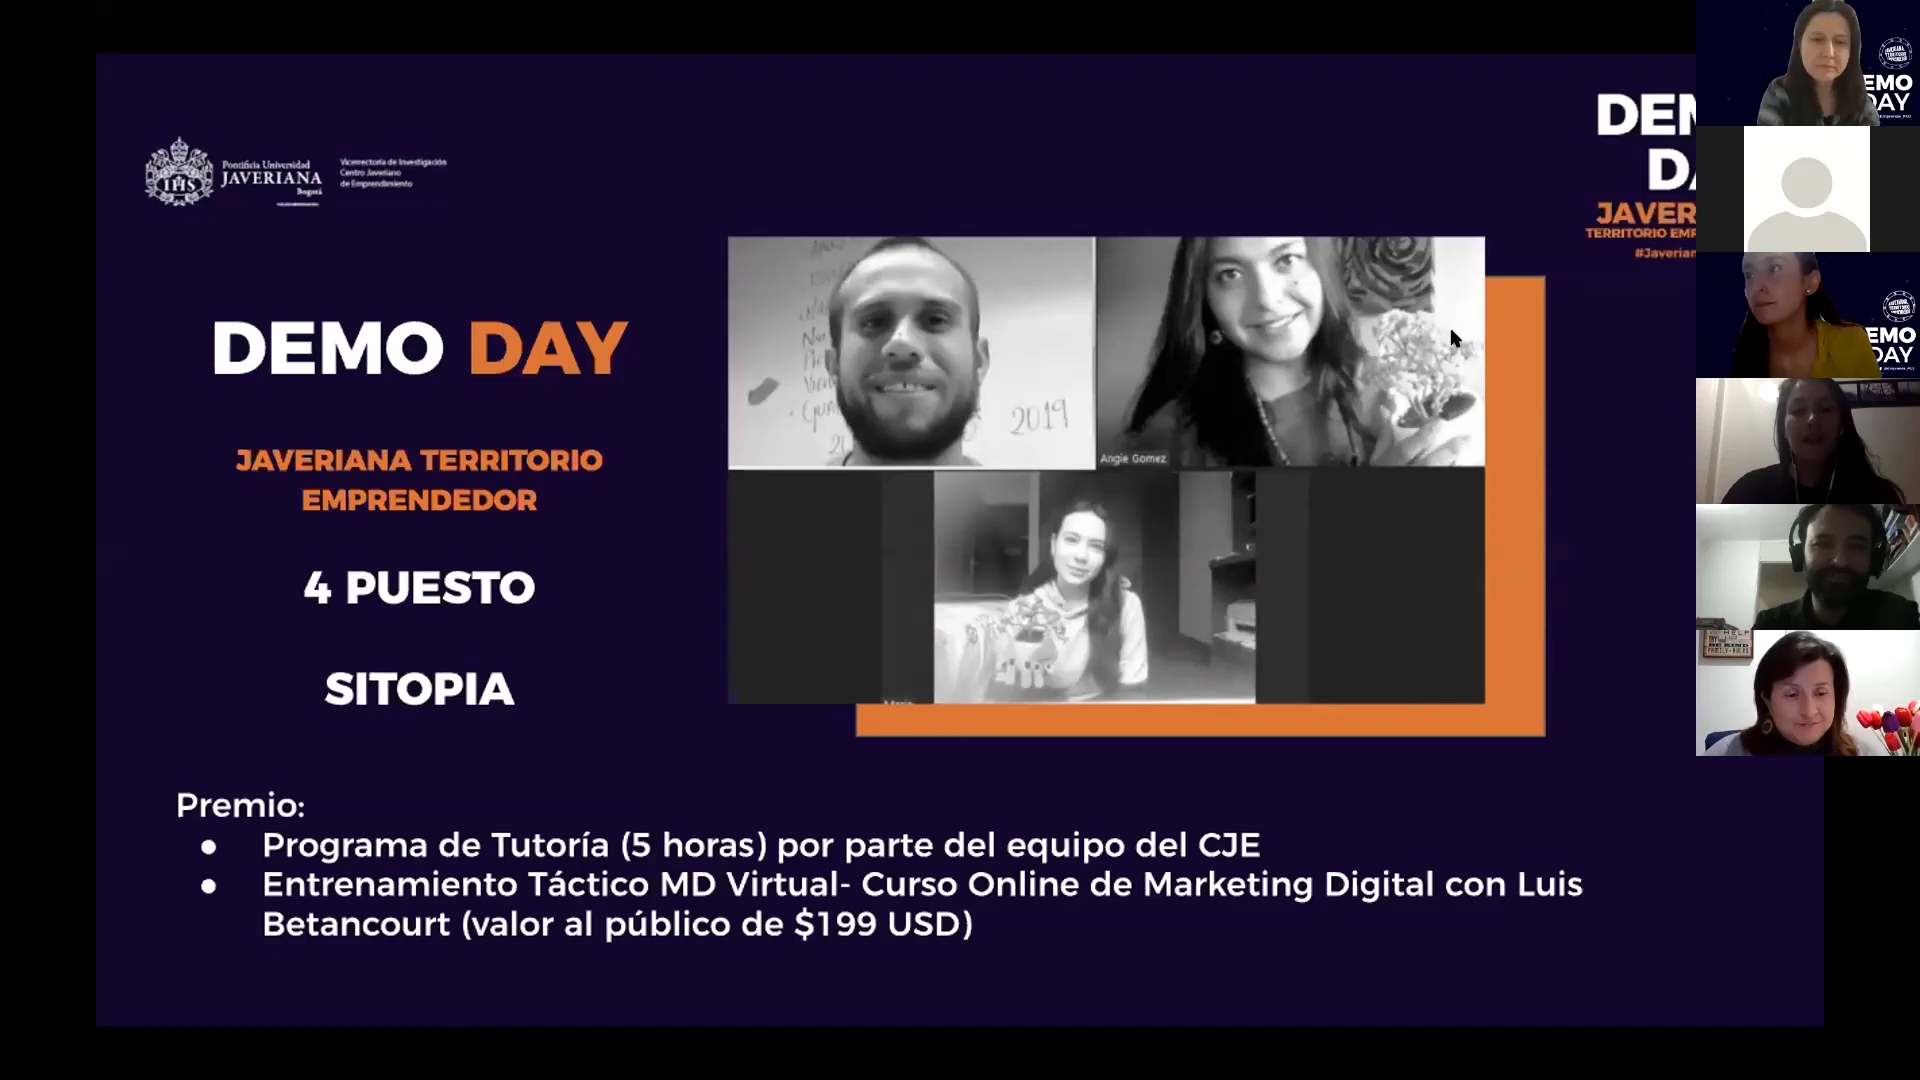 Pontificia Universidad
JAVERIANA
Bogotá
Vicerrectoría de Investigación
Centro Javeriano
de Emprendimiento
DEM
DA
JAVER
TERRITORIO EMP
#Javerian
DEMO DAY
JAVERIANA TERRITORIO
EMPRENDEDOR
4 PUESTO
SITOPIA
2019
Angie Gomez
Premio:
● Programa de Tutoría (5 horas) por parte del equipo del CJE
● Entrenamiento Táctico MD Virtual- Curso Online de Marketing Digital con Luis
Betancourt (valor al público de $199 USD)
EMO
DAY
EMO
DAY
HELP
FAMILY